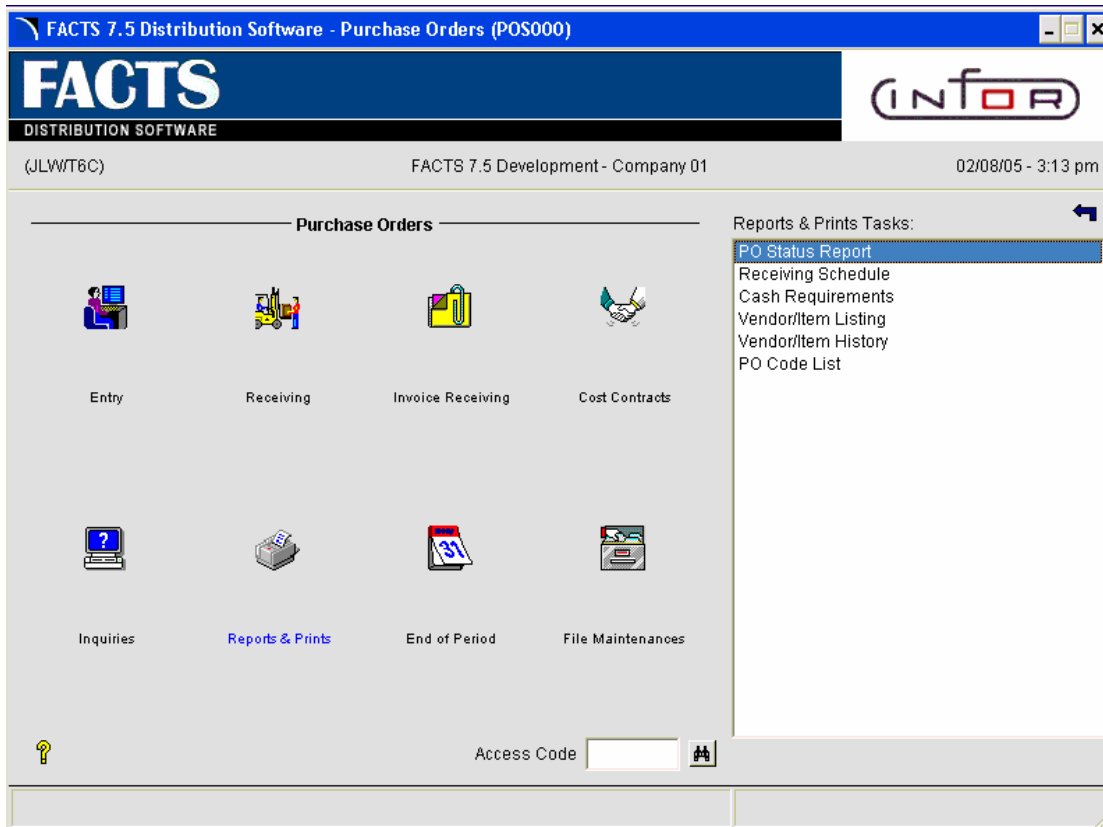 FACTS 7.5 Distribution Software - Purchase Orders (POS000)
FACTS
DISTRIBUTION SOFTWARE
infor
(JLW/T6C)
FACTS 7.5 Development - Company 01
02/08/05 - 3:13 pm
Purchase Orders
Entry
Receiving
Invoice Receiving
Cost Contracts
?
31
Inquiries
Reports & Prints
End of Period
File Maintenances
?
Access Code
Reports & Prints Tasks:
PO Status Report
Receiving Schedule
Cash Requirements
Vendor/Item Listing
Vendor/Item History
PO Code List